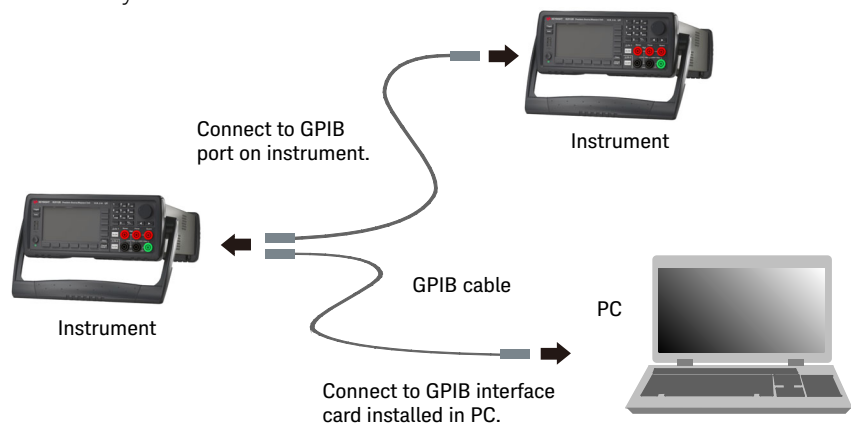 Connect to GPIB
port on instrument.
Instrument
Instrument
GPIB cable
PC
Connect to GPIB interface
card installed in PC.